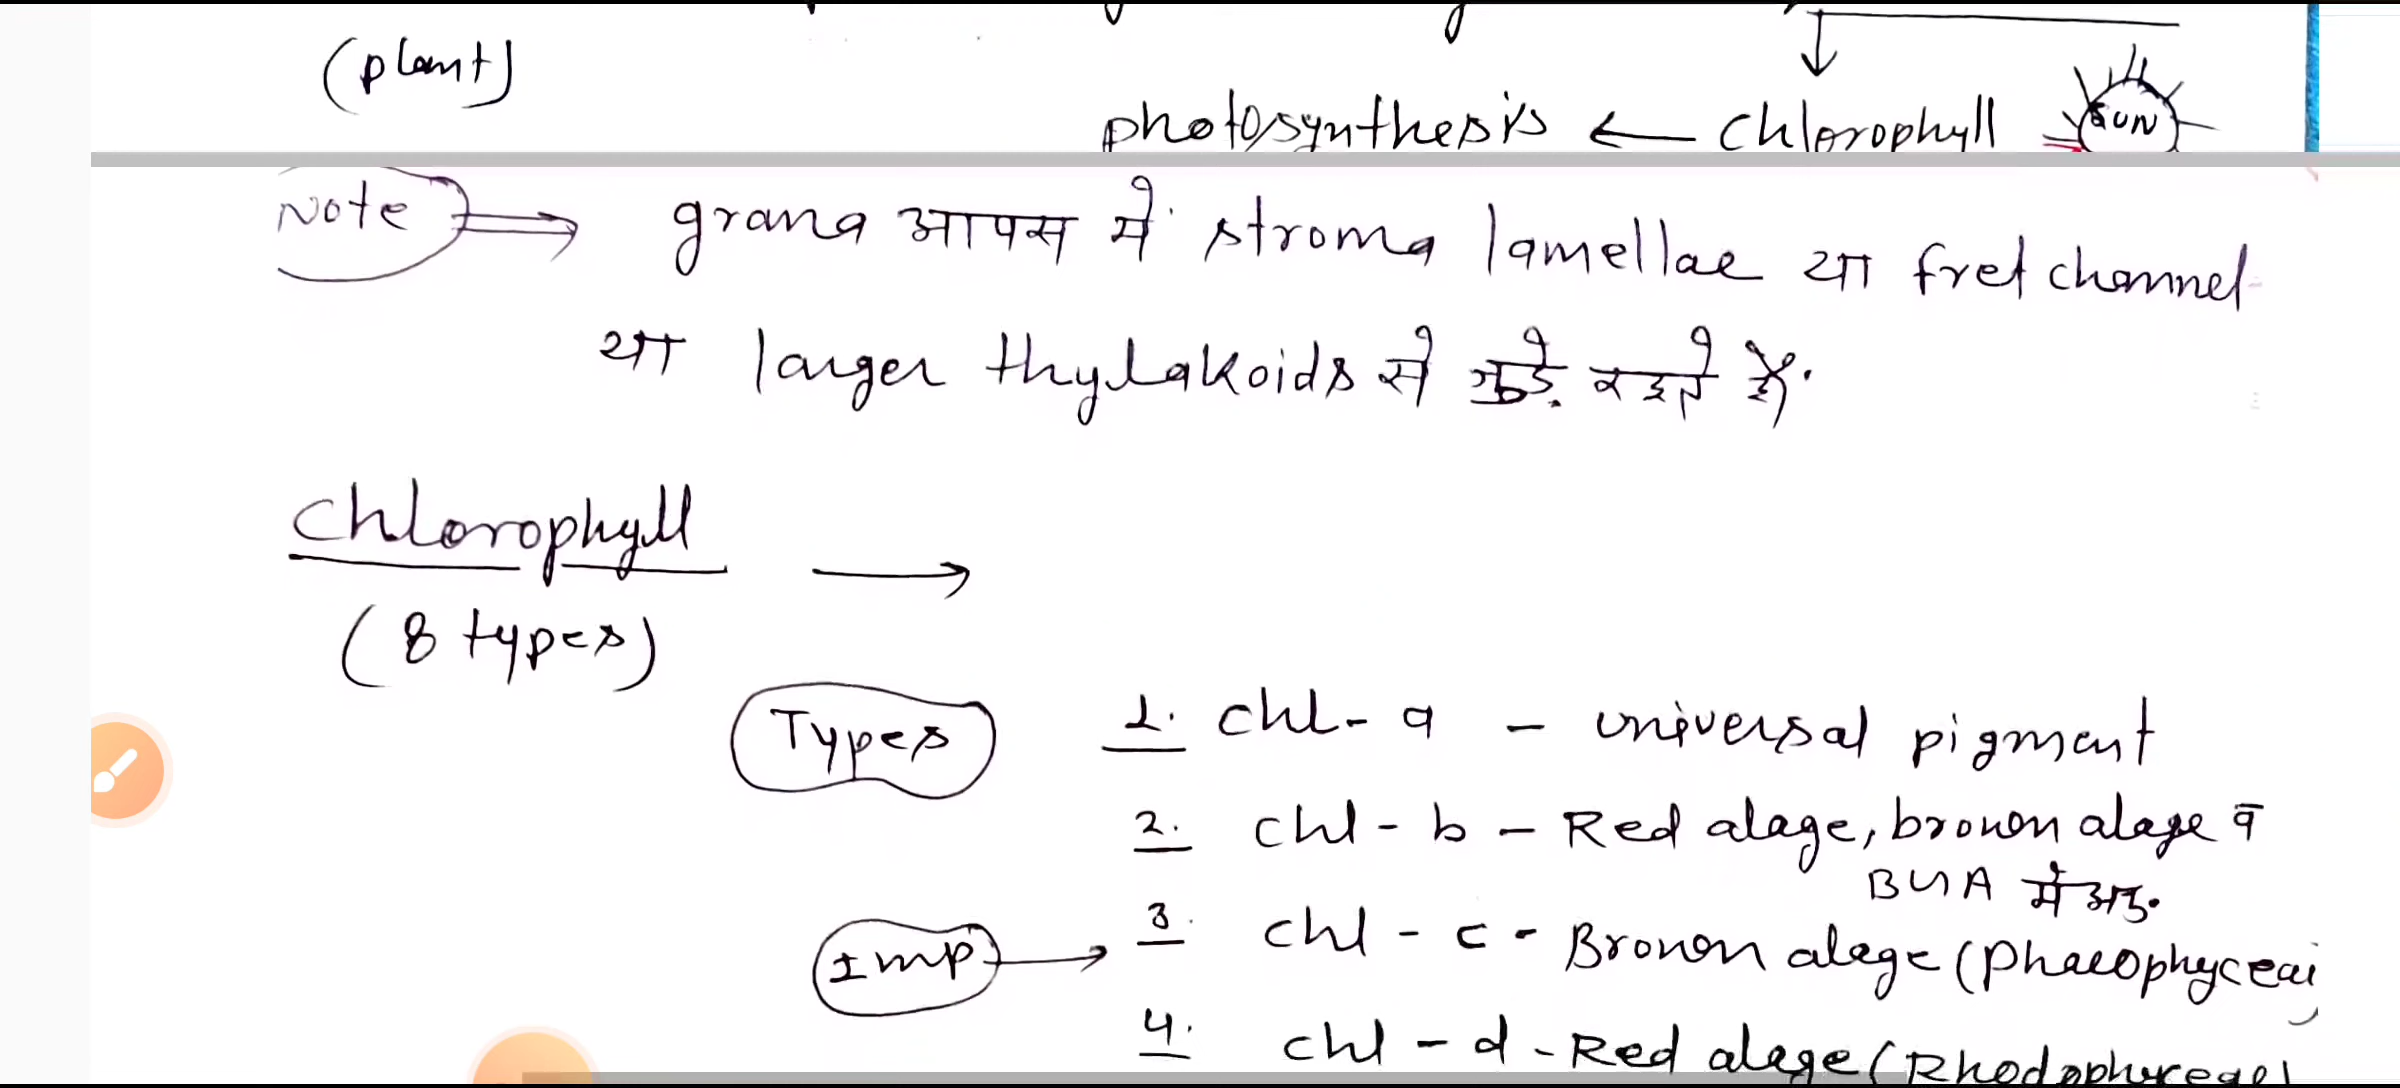 (plant)
photosynthesis ← chlorophyll SUN
Note ⇒ grana आपस में stroma lamellae या fret channel
या larger thylakoids से जुड़े रहते हैं.
chlorophyll →
(8 types)
Types 1. chl-a - universal pigment
2. chl-b - Red alage, brown alage व
BGA में अनु.
Imp → 3. chl-c - Brown alage (Phaeophyceae)
4. chl-d - Red alage (Rhodophyceae)